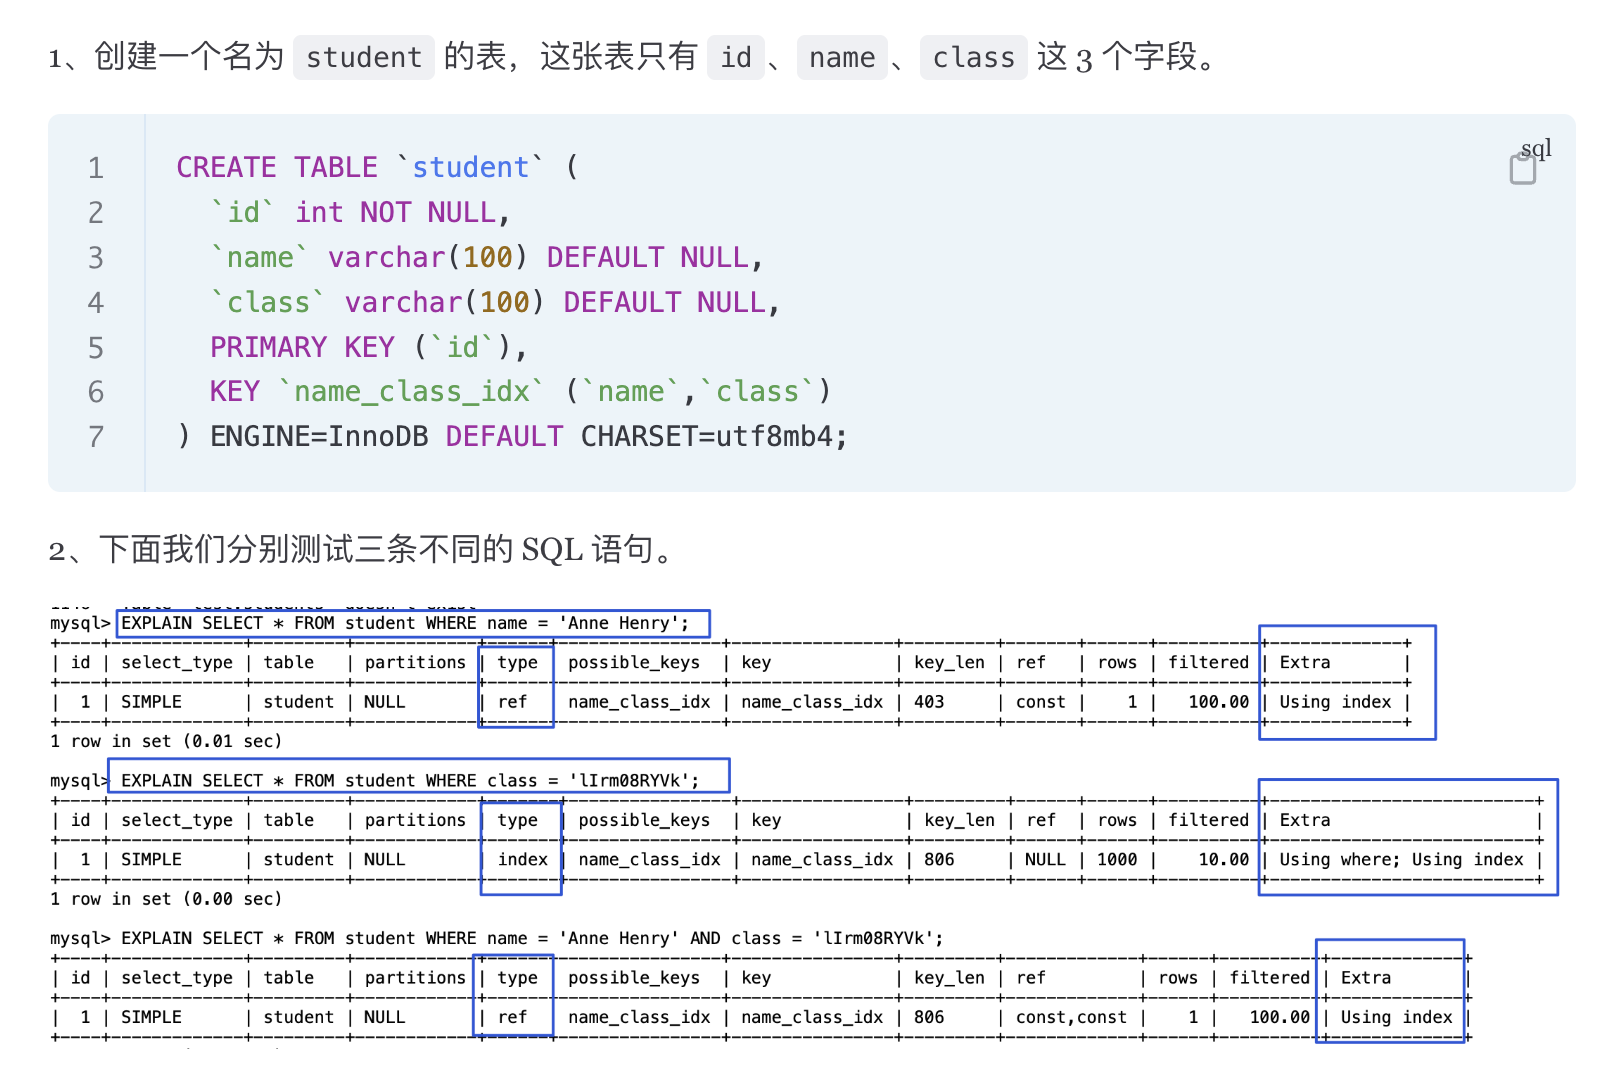 1、创建一个名为 student 的表，这张表只有 id 、 name 、 class 这 3 个字段。
sql
1 CREATE TABLE `student` (
2   `id` int NOT NULL,
3   `name` varchar(100) DEFAULT NULL,
4   `class` varchar(100) DEFAULT NULL,
5   PRIMARY KEY (`id`),
6   KEY `name_class_idx` (`name`,`class`)
7 ) ENGINE=InnoDB DEFAULT CHARSET=utf8mb4;
2、下面我们分别测试三条不同的 SQL 语句。
mysql> EXPLAIN SELECT * FROM student WHERE name = 'Anne Henry';
+----+-------------+---------+------------+------+----------------+----------------+---------+-------+------+----------+-------------+
| id | select_type | table   | partitions | type | possible_keys  | key            | key_len | ref   | rows | filtered | Extra       |
+----+-------------+---------+------------+------+----------------+----------------+---------+-------+------+----------+-------------+
|  1 | SIMPLE      | student | NULL       | ref  | name_class_idx | name_class_idx | 403     | const |    1 |   100.00 | Using index |
+----+-------------+---------+------------+------+----------------+----------------+---------+-------+------+----------+-------------+
1 row in set (0.01 sec)
mysql> EXPLAIN SELECT * FROM student WHERE class = 'lIrm08RYVk';
+----+-------------+---------+------------+-------+----------------+----------------+---------+------+------+----------+--------------------------+
| id | select_type | table   | partitions | type  | possible_keys  | key            | key_len | ref  | rows | filtered | Extra                    |
+----+-------------+---------+------------+-------+----------------+----------------+---------+------+------+----------+--------------------------+
|  1 | SIMPLE      | student | NULL       | index | name_class_idx | name_class_idx | 806     | NULL | 1000 |    10.00 | Using where; Using index |
+----+-------------+---------+------------+-------+----------------+----------------+---------+------+------+----------+--------------------------+
1 row in set (0.00 sec)
mysql> EXPLAIN SELECT * FROM student WHERE name = 'Anne Henry' AND class = 'lIrm08RYVk';
+----+-------------+---------+------------+------+----------------+----------------+---------+-------------+------+----------+-------------+
| id | select_type | table   | partitions | type | possible_keys  | key            | key_len | ref         | rows | filtered | Extra       |
+----+-------------+---------+------------+------+----------------+----------------+---------+-------------+------+----------+-------------+
|  1 | SIMPLE      | student | NULL       | ref  | name_class_idx | name_class_idx | 806     | const,const |    1 |   100.00 | Using index |
+----+-------------+---------+------------+------+----------------+----------------+---------+-------------+------+----------+-------------+